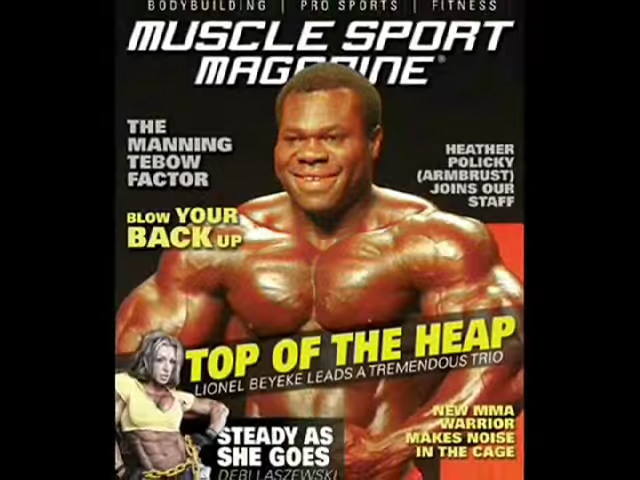 BODYBUILDING | PRO SPORTS | FITNESS
MUSCLE SPORT
MAGAZINE®
THE
MANNING
TEBOW
FACTOR
HEATHER
POLICKY
(ARMBRUST)
JOINS OUR
STAFF
BLOW YOUR
BACK UP
TOP OF THE HEAP
LIONEL BEYEKE LEADS A TREMENDOUS TRIO
NEW MMA
WARRIOR
MAKES NOISE
IN THE CAGE
STEADY AS
SHE GOES
DEBI LASZEWSKI